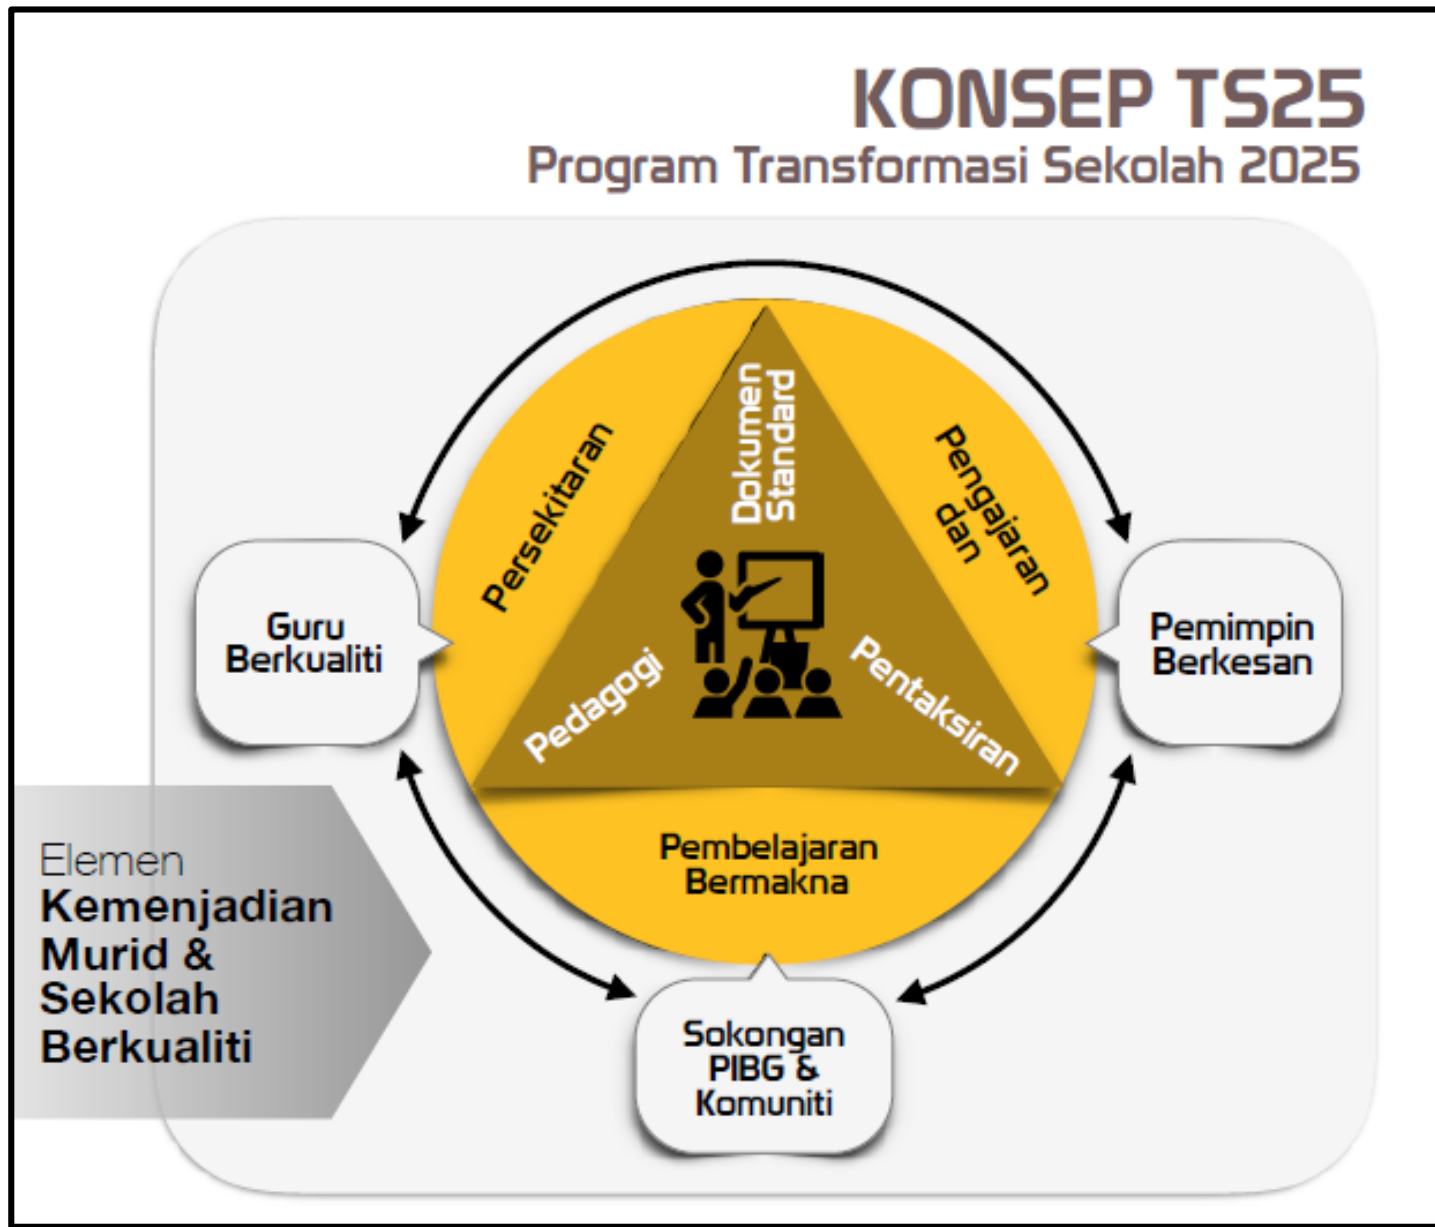 KONSEP TS25
Program Transformasi Sekolah 2025
Dokumen
Standard
Persekitaran
Pengajaran
dan
Guru
Berkualiti
Pemimpin
Berkesan
Pedagogi
Pentaksiran
Pembelajaran
Bermakna
Elemen
Kemenjadian
Murid &
Sekolah
Berkualiti
Sokongan
PIBG &
Komuniti